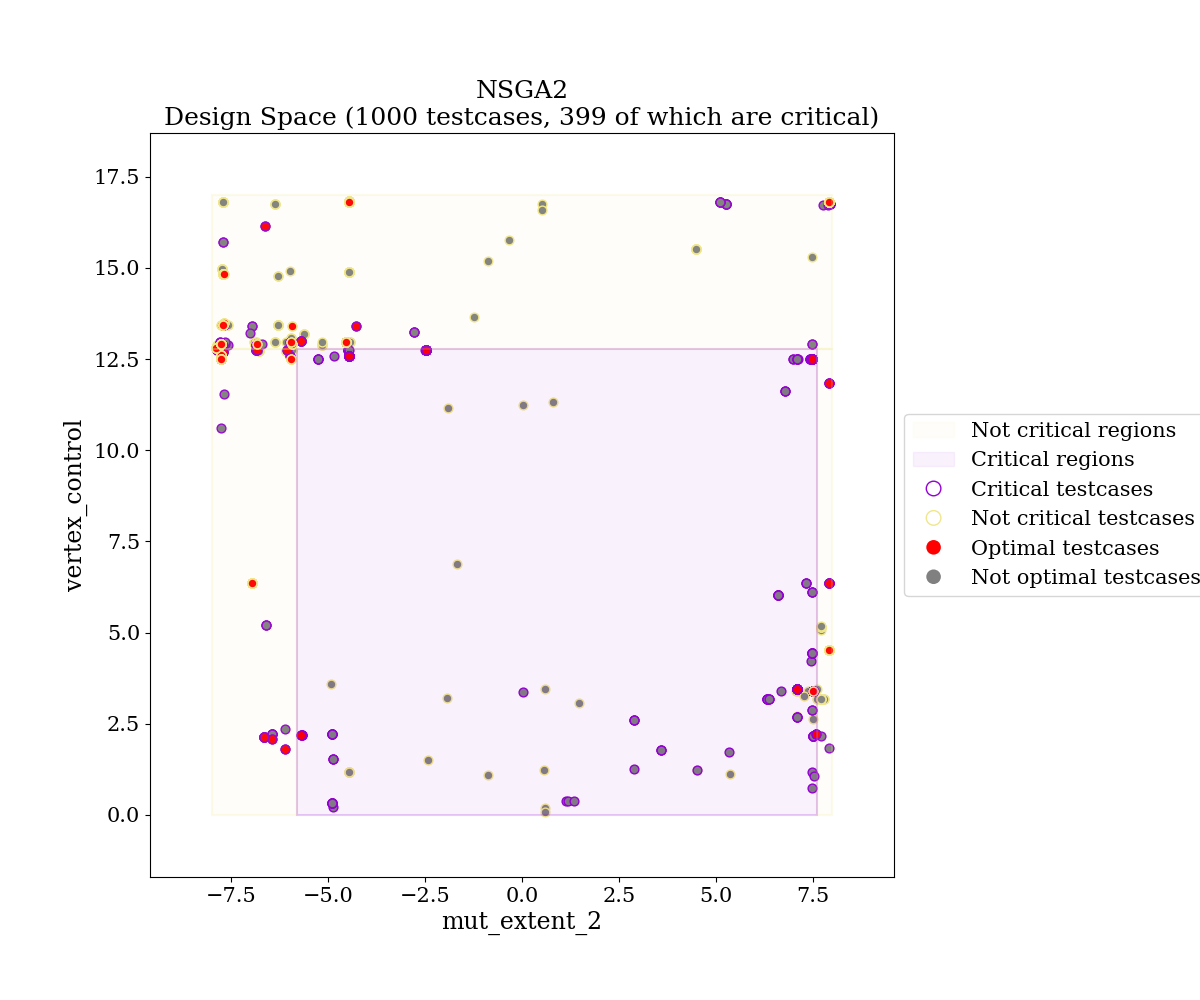 NSGA2
Design Space (1000 testcases, 399 of which are critical)
17.5
15.0
12.5
10.0
7.5
5.0
2.5
0.0
vertex_control
−7.5
−5.0
−2.5
0.0
2.5
5.0
7.5
mut_extent_2
Not critical regions
Critical regions
Critical testcases
Not critical testcases
Optimal testcases
Not optimal testcases